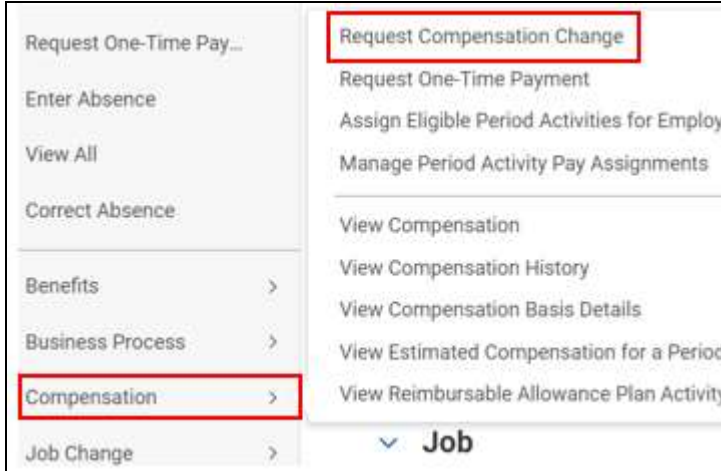 Request One-Time Pay...
Enter Absence
View All
Correct Absence
Benefits
Business Process
Compensation
Job Change
Request Compensation Change
Request One-Time Payment
Assign Eligible Period Activities for Employ
Manage Period Activity Pay Assignments
View Compensation
View Compensation History
View Compensation Basis Details
View Estimated Compensation for a Period
View Reimbursable Allowance Plan Activity
Job